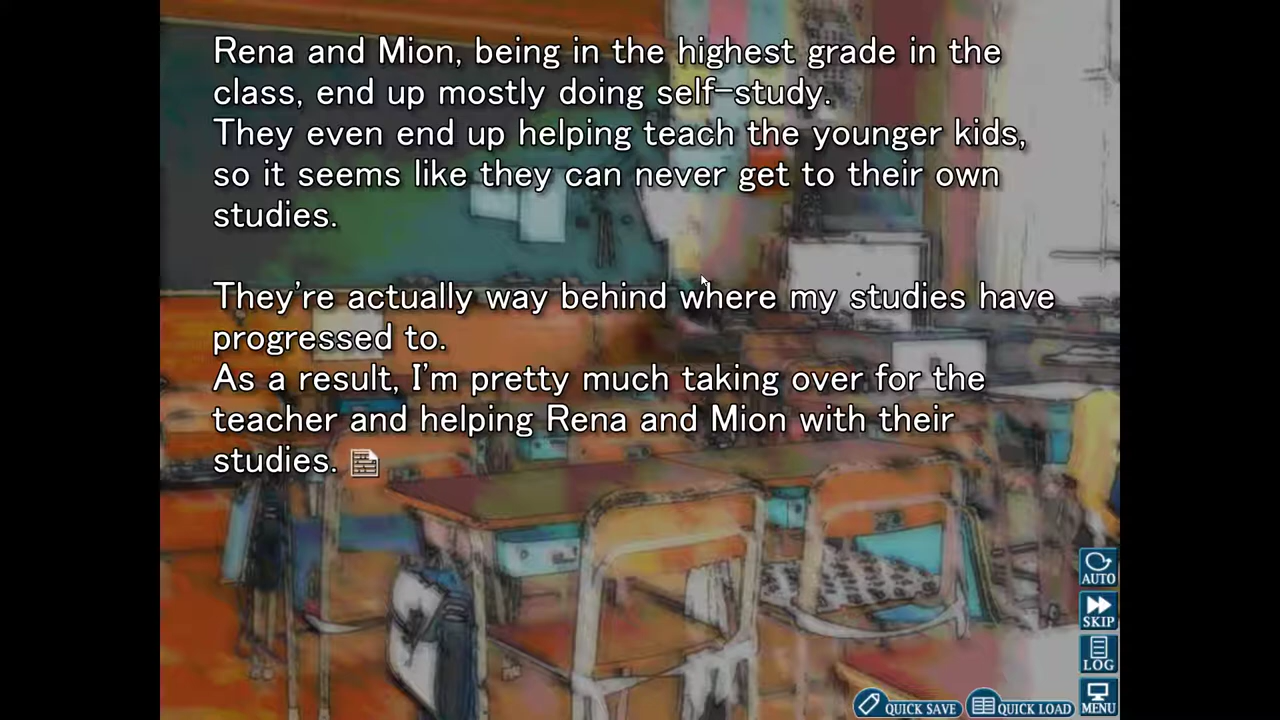 Rena and Mion, being in the highest grade in the
class, end up mostly doing self-study.
They even end up helping teach the younger kids,
so it seems like they can never get to their own
studies.
They're actually way behind where my studies have
progressed to.
As a result, I'm pretty much taking over for the
teacher and helping Rena and Mion with their
studies.
AUTO
SKIP
LOG
MENU
QUICK SAVE
QUICK LOAD